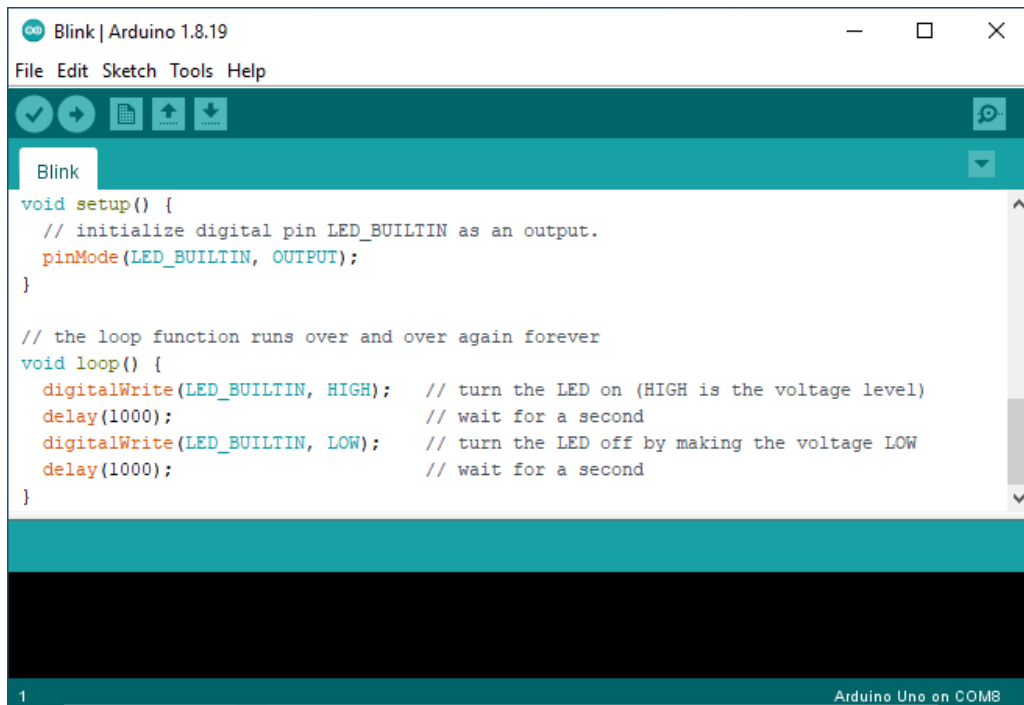 Blink | Arduino 1.8.19
File Edit Sketch Tools Help
Blink
void setup() {
  // initialize digital pin LED_BUILTIN as an output.
  pinMode(LED_BUILTIN, OUTPUT);
}

// the loop function runs over and over again forever
void loop() {
  digitalWrite(LED_BUILTIN, HIGH);   // turn the LED on (HIGH is the voltage level)
  delay(1000);                       // wait for a second
  digitalWrite(LED_BUILTIN, LOW);    // turn the LED off by making the voltage LOW
  delay(1000);                       // wait for a second
}
1 Arduino Uno on COM8